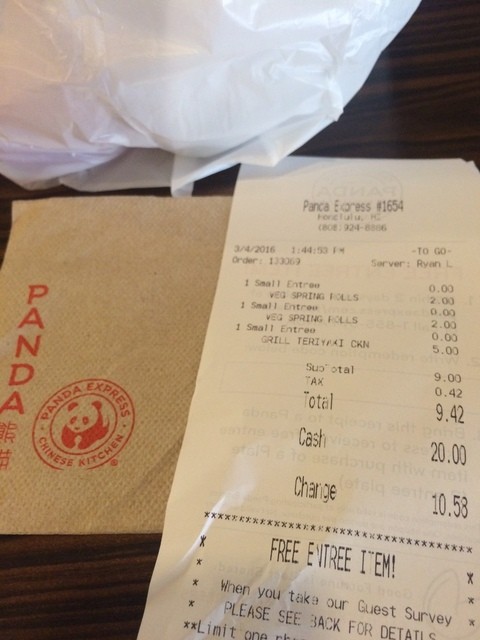 PANDA
熊
PANDA EXPRESS
CHINESE KITCHEN
®
Panda Express #1654
Honolulu, HI
(808)924-8886
3/4/2016 1:44:53 PM -TO GO-
Order: 133069 Server: Ryan L
1 Small Entree 0.00
VEG SPRING ROLLS 2.00
1 Small Entree 0.00
VEG SPRING ROLLS 2.00
1 Small Entree 0.00
GRILL TERIYAKI CKN 5.00
SubTotal 9.00
TAX 0.42
Total 9.42
Cash 20.00
Change 10.58
****************************************
* FREE ENTREE ITEM! *
* When you take our Guest Survey
* PLEASE SEE BACK FOR DETAIL
**Limit one